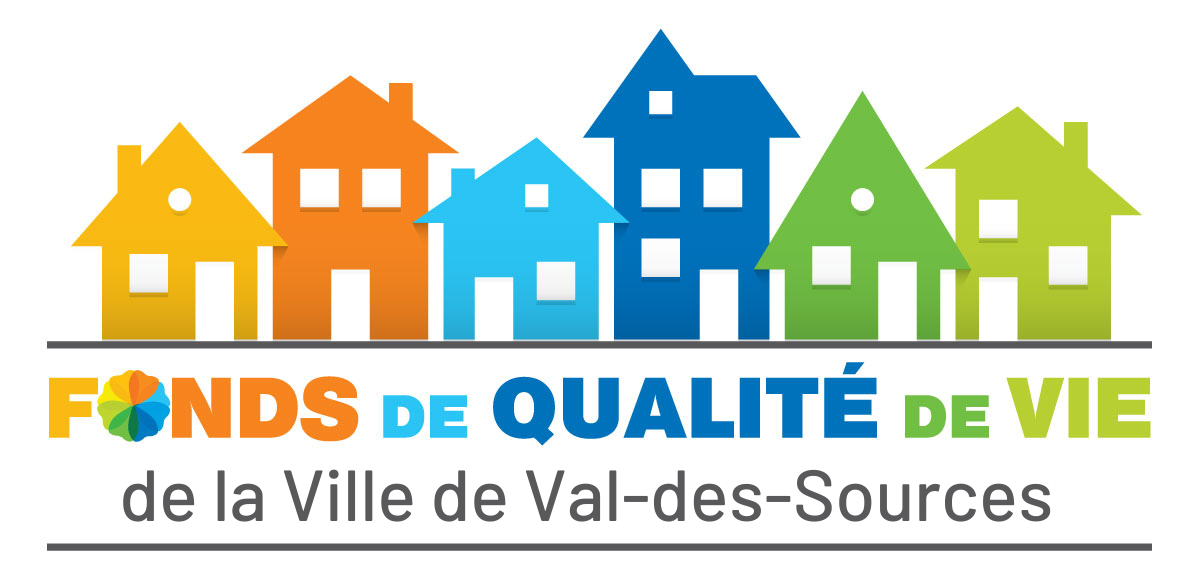 FONDS DE QUALITÉ DE VIE
de la Ville de Val-des-Sources